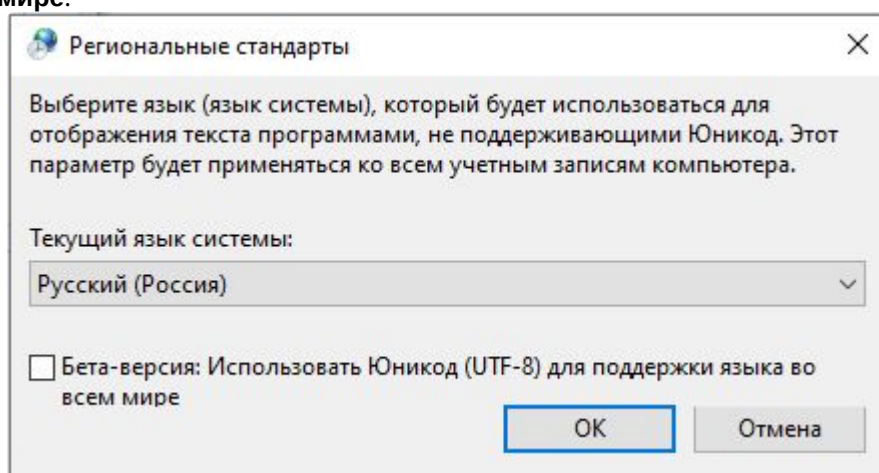 мире.
Региональные стандарты
Выберите язык (язык системы), который будет использоваться для
отображения текста программами, не поддерживающими Юникод. Этот
параметр будет применяться ко всем учетным записям компьютера.
Текущий язык системы:
Русский (Россия)
Бета-версия: Использовать Юникод (UTF-8) для поддержки языка во
всем мире
ОК Отмена